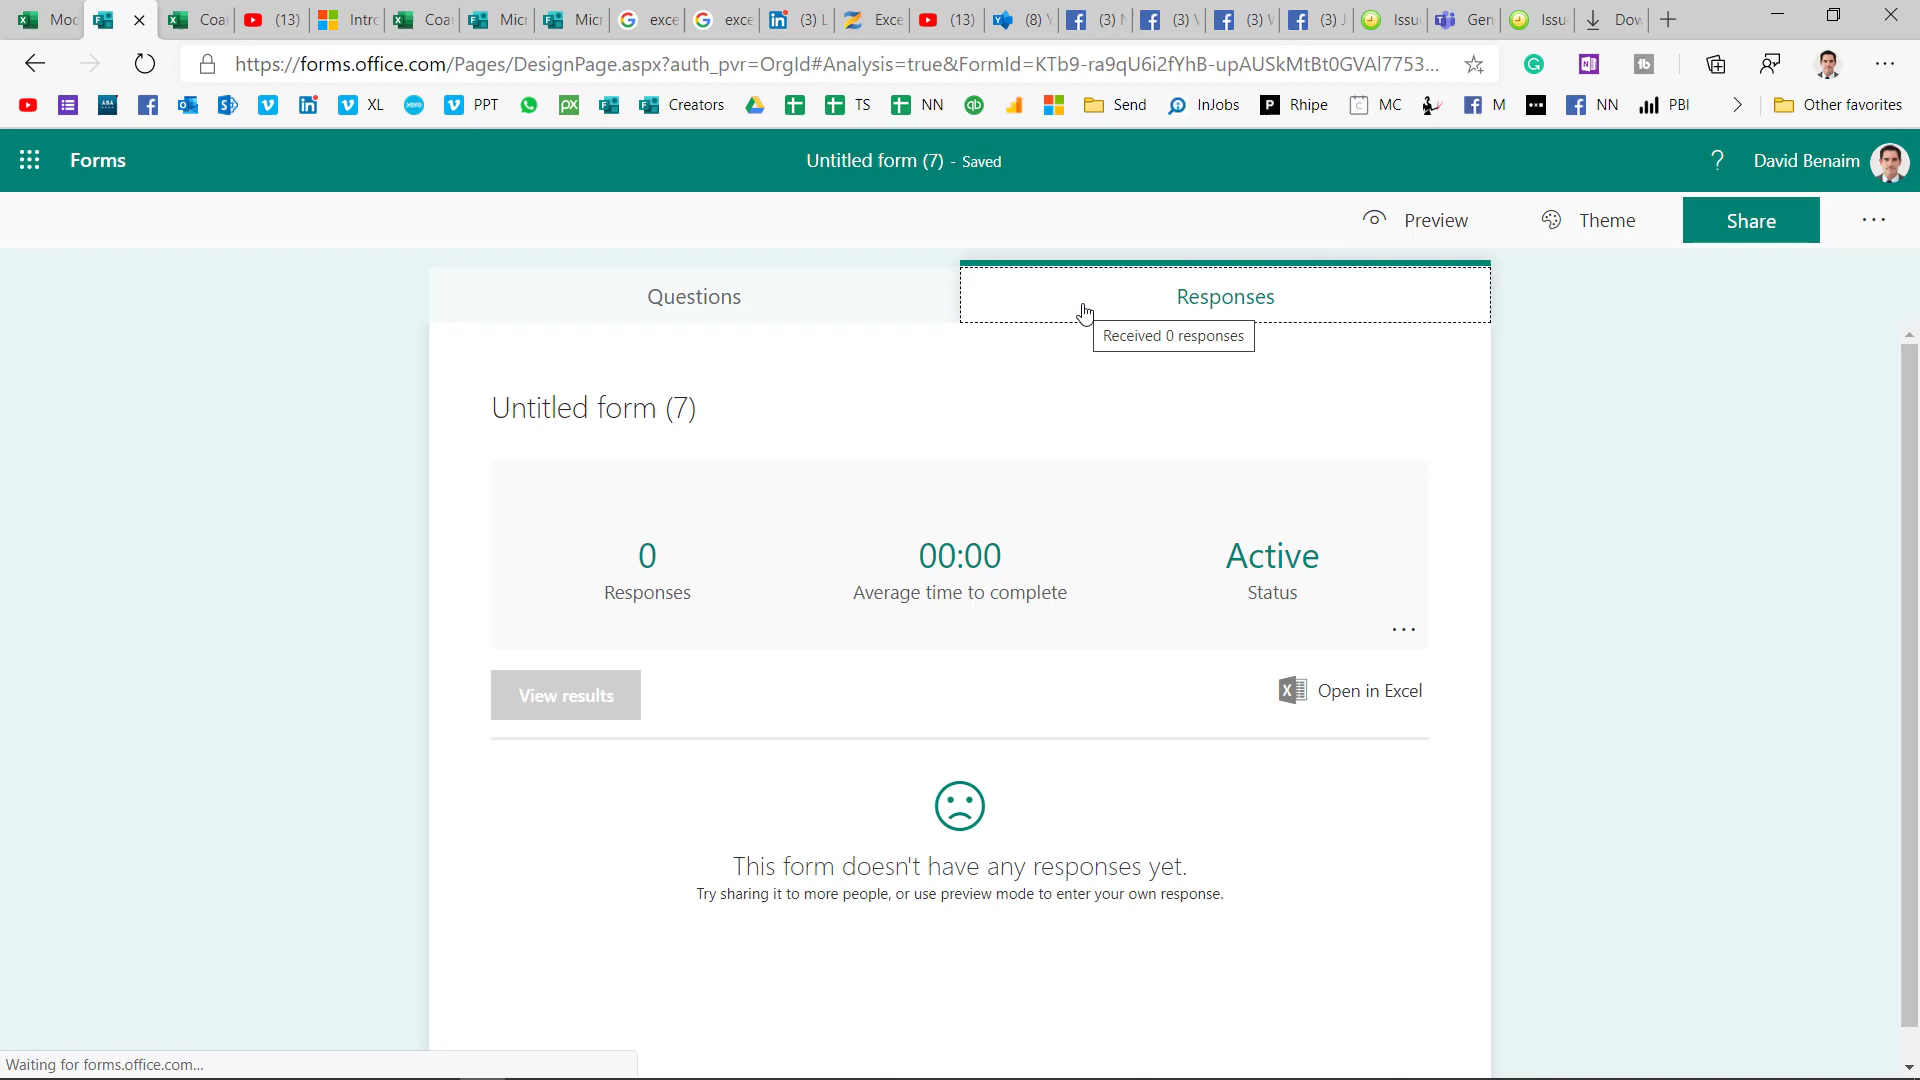 Moc
Coa
(13)
Intro
Coa
Micr
Micr
exce
exce
(3) L
Exce
(13)
(8) Y
(3) N
(3) V
(3) V
(3) J
Issu
Gen
Issu
Dow
https://forms.office.com/Pages/DesignPage.aspx?auth_pvr=OrgId#Analysis=true&FormId=KTb9-ra9qU6i2fYhB-upAUSkMtBt0GVAl7753...
XL
PPT
Creators
TS
NN
Send
InJobs
Rhipe
MC
M
NN
PBI
Other favorites
Forms
Untitled form (7) - Saved
?
David Benaim
Preview
Theme
Share
Questions
Responses
Received 0 responses
Untitled form (7)
0
00:00
Active
Responses
Average time to complete
Status
View results
Open in Excel
This form doesn't have any responses yet.
Try sharing it to more people, or use preview mode to enter your own response.
Waiting for forms.office.com...